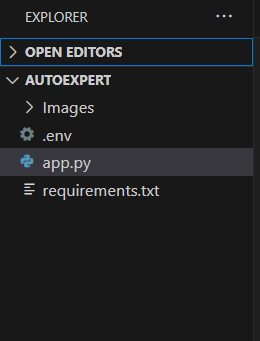 EXPLORER ···
OPEN EDITORS
AUTOEXPERT
Images
.env
app.py
requirements.txt